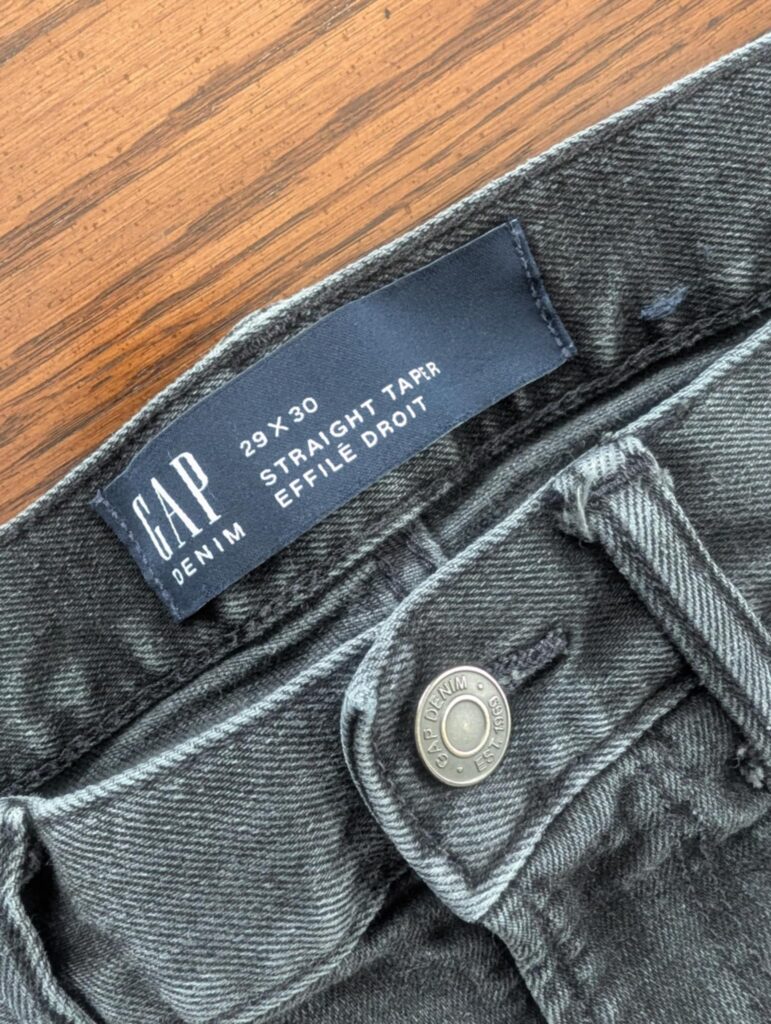 GAP
DENIM
29 X 30
STRAIGHT TAPER
EFFILÉ DROIT
GAP DENIM • EST. 1969 •